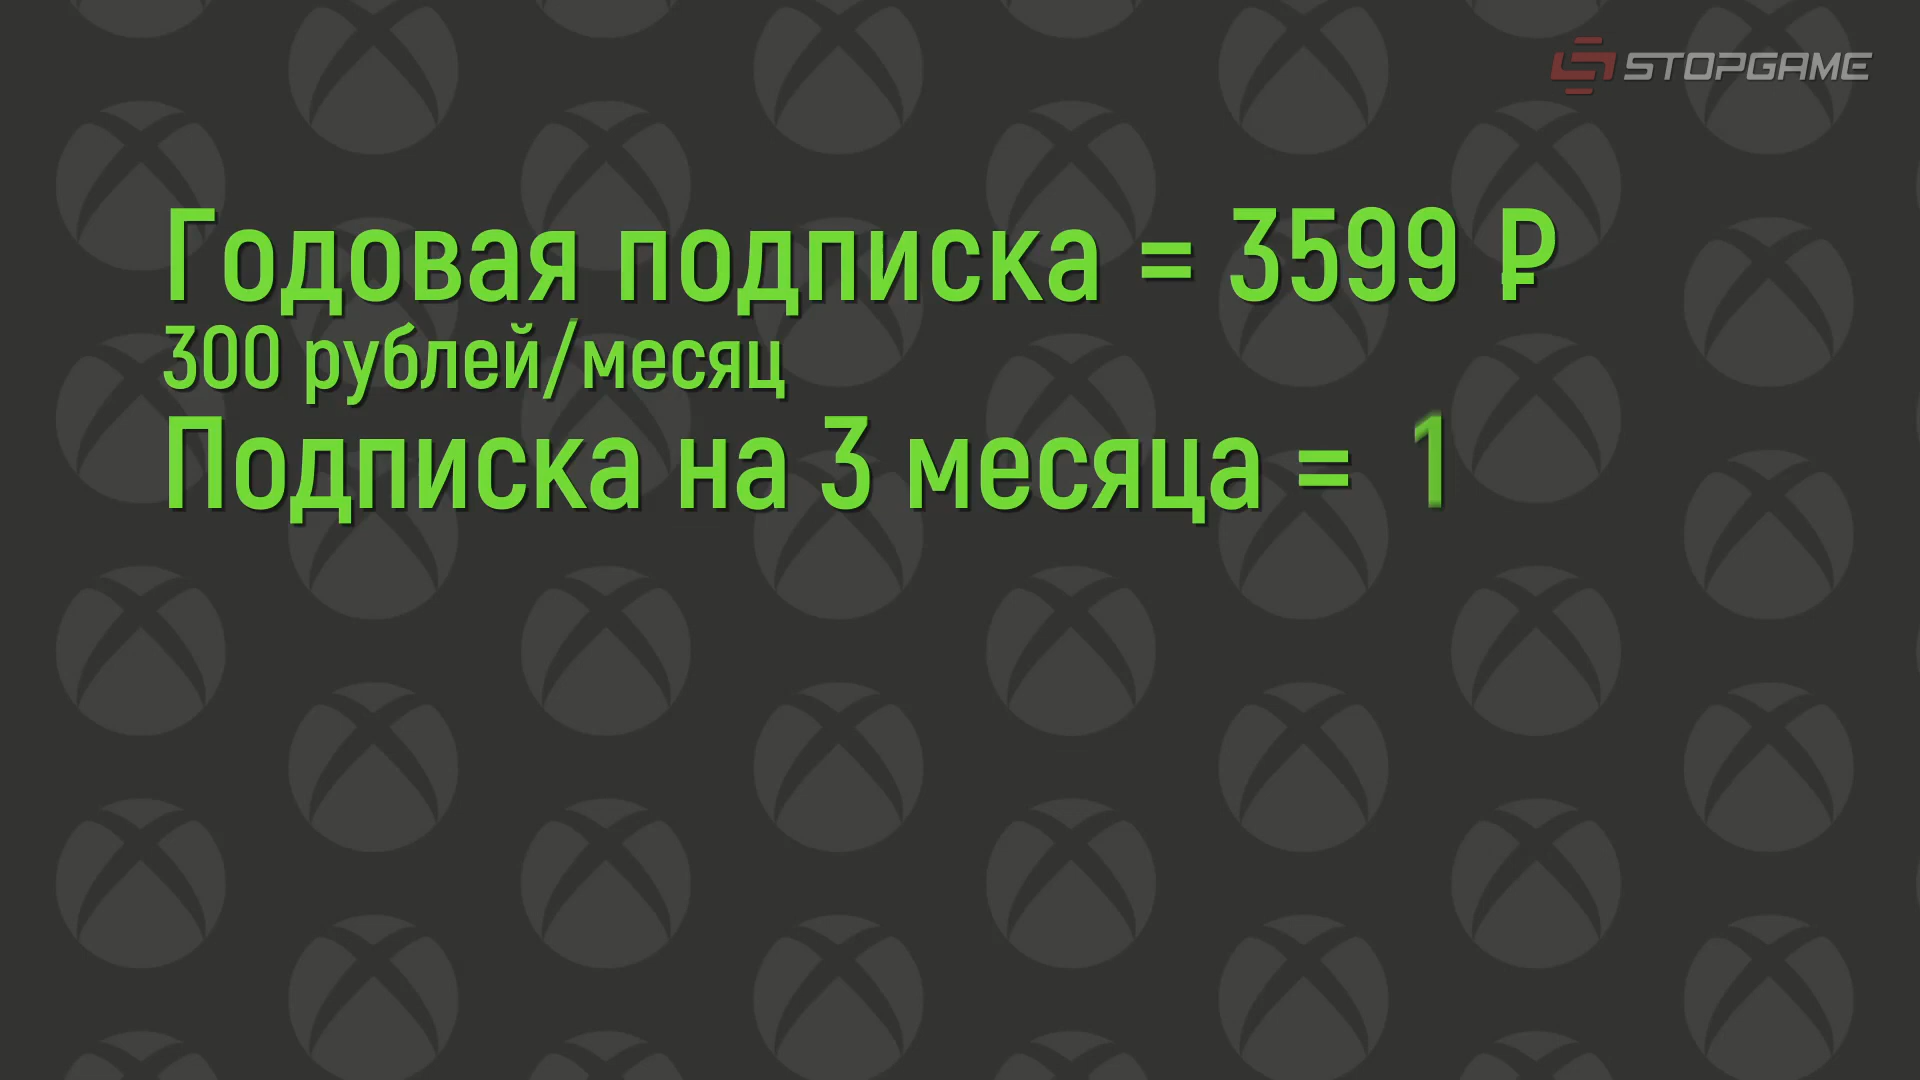 STOPGAME
Годовая подписка = 3599 ₽
300 рублей/месяц
Подписка на 3 месяца = 1